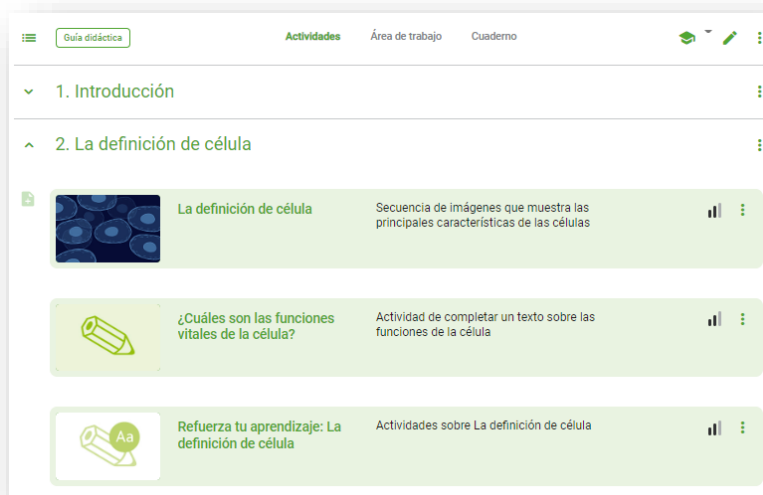 Guía didáctica
Actividades
Área de trabajo
Cuaderno
1. Introducción
2. La definición de célula
La definición de célula
Secuencia de imágenes que muestra las
principales características de las células
¿Cuáles son las funciones
vitales de la célula?
Actividad de completar un texto sobre las
funciones de la célula
Aa
Refuerza tu aprendizaje: La
definición de célula
Actividades sobre La definición de célula